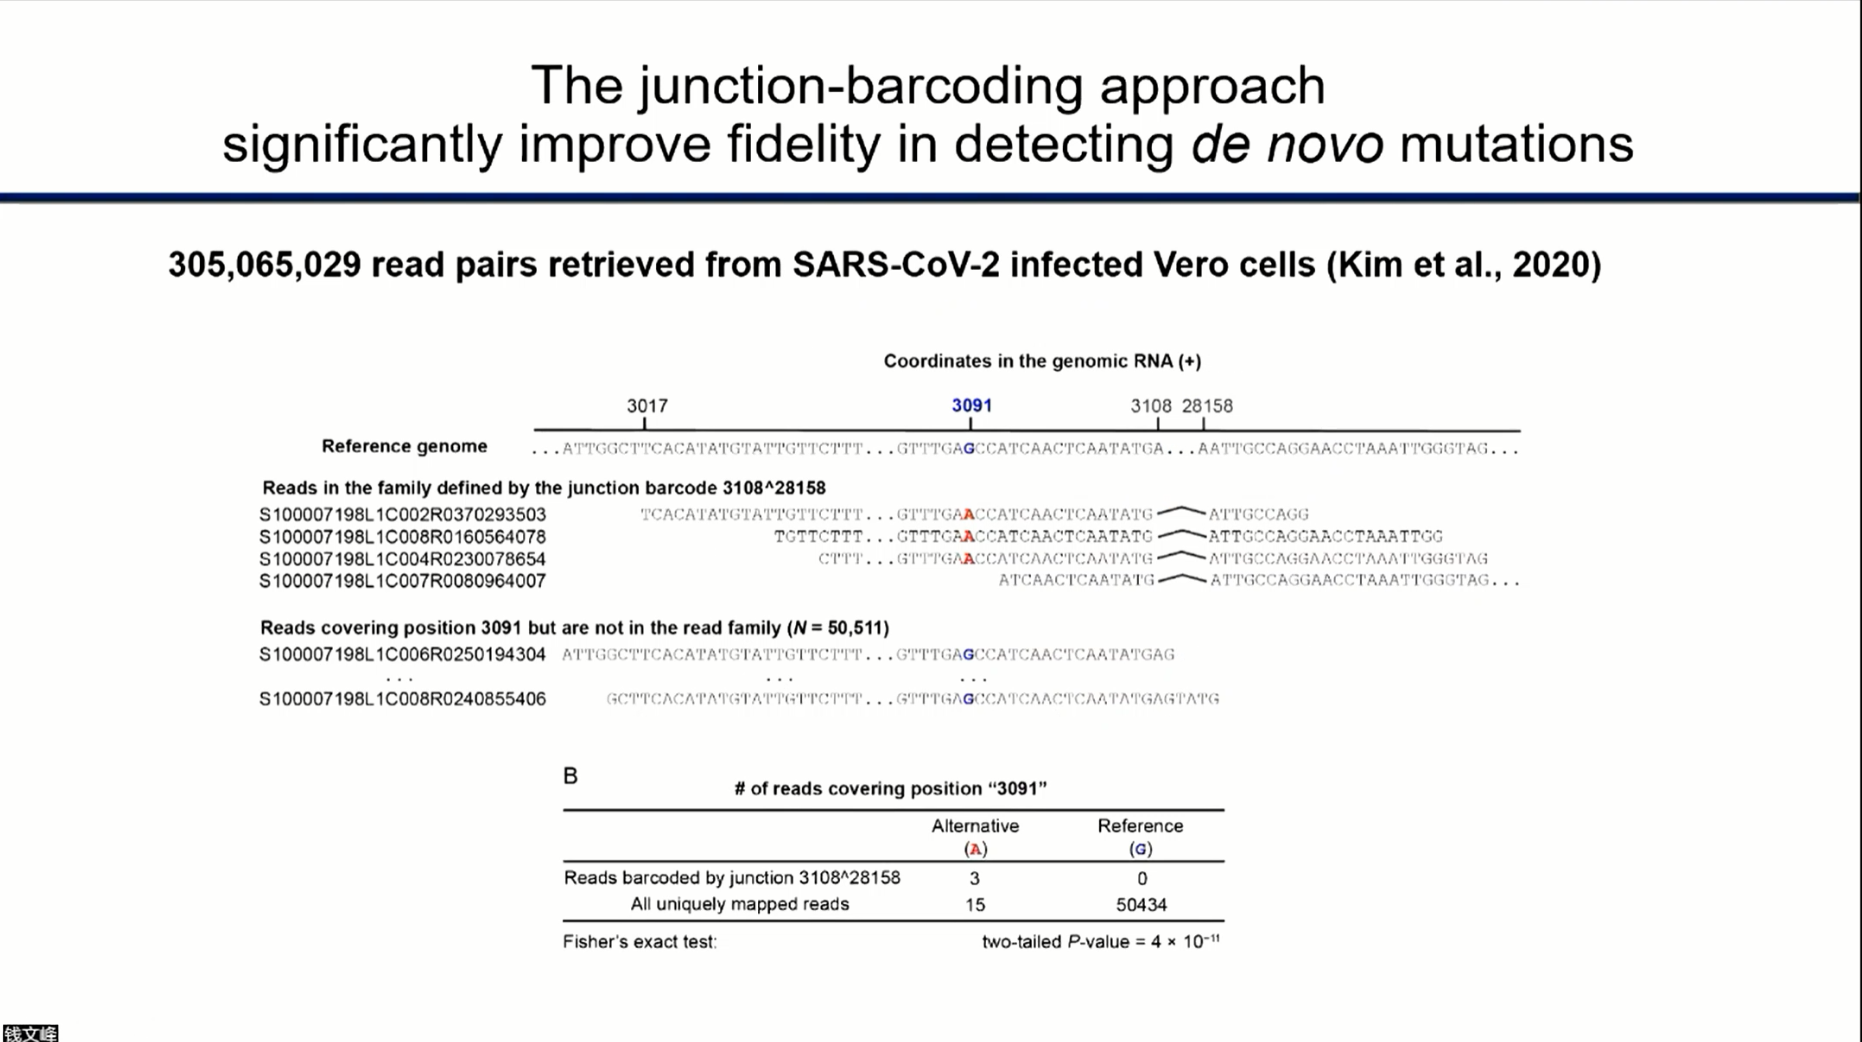 The junction-barcoding approach
significantly improve fidelity in detecting de novo mutations
305,065,029 read pairs retrieved from SARS-CoV-2 infected Vero cells (Kim et al., 2020)
Coordinates in the genomic RNA (+)
3017 3091 3108 28158
Reference genome ...ATTGGCTTCACATATGTATTGTTCTTT...GTTTGAGCCATCAACTCAATATGA...AATTGCCAGGAACCTAAATTGGGTAG...
Reads in the family defined by the junction barcode 3108^28158
S100007198L1C002R0370293503 TCACATATGTATTGTTCTTT...GTTTGAACCATCAACTCAATATG ATTGCCAGG
S100007198L1C008R0160564078 TGTTCTTT...GTTTGAACCATCAACTCAATATG ATTGCCAGGAACCTAAATTGG
S100007198L1C004R0230078654 CTTT...GTTTGAACCATCAACTCAATATG ATTGCCAGGAACCTAAATTGGGTAG
S100007198L1C007R0080964007 ATCAACTCAATATG ATTGCCAGGAACCTAAATTGGGTAG...
Reads covering position 3091 but are not in the read family (N = 50,511)
S100007198L1C006R0250194304 ATTGGCTTCACATATGTATTGTTCTTT...GTTTGAGCCATCAACTCAATATGAG
... ... ...
S100007198L1C008R0240855406 GCTTCACATATGTATTGTTCTTT...GTTTGAGCCATCAACTCAATATGAGTATG
B
# of reads covering position “3091”
Alternative Reference
(A) (G)
Reads barcoded by junction 3108^28158 3 0
All uniquely mapped reads 15 50434
Fisher's exact test: two-tailed P-value = 4 × 10⁻¹¹
钱文峰